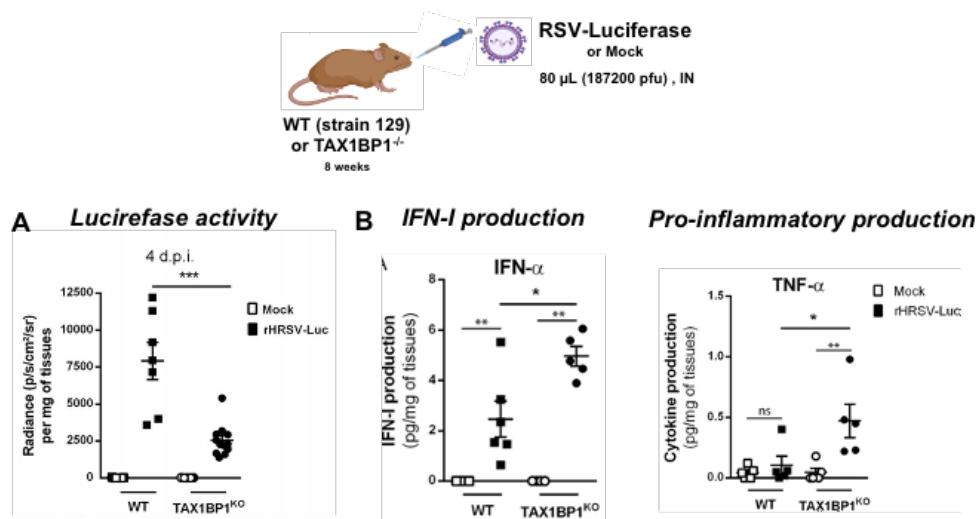 RSV-Luciferase
or Mock
80 µL (187200 pfu) , IN
WT (strain 129)
or TAX1BP1-/-
8 weeks
A
Lucirefase activity
B
IFN-I production
Pro-inflammatory production
4 d.p.i.
***
12500
10000
7500
5000
2500
0
Radiance (p/s/cm²/sr)
per mg of tissues
Mock
rHRSV-Luc
WT
TAX1BP1KO
IFN-α
*
**
**
8
6
4
2
0
IFN-I production
(pg/mg of tissues)
WT
TAX1BP1KO
TNF-α
Mock
rHRSV-Luc
*
**
ns
1.5
1.0
0.5
0.0
Cytokine production
(pg/mg of tissues)
WT
TAX1BP1KO